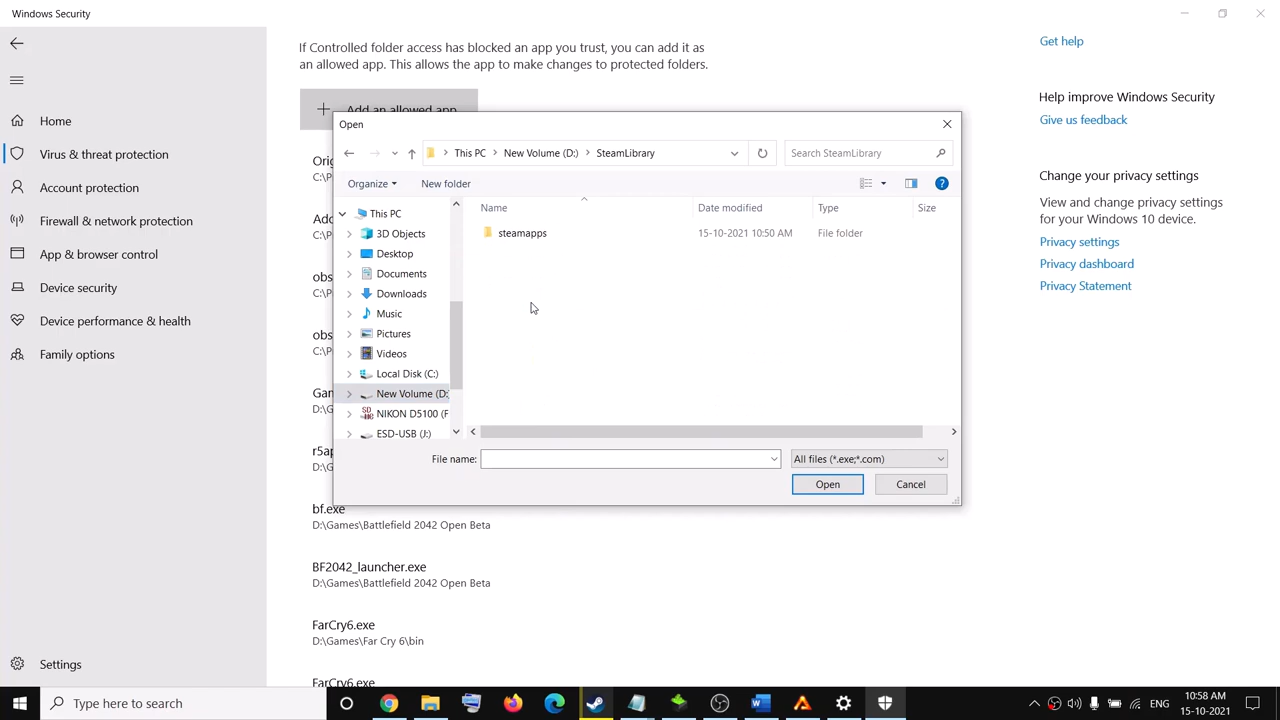 Windows Security
If Controlled folder access has blocked an app you trust, you can add it as
an allowed app. This allows the app to make changes to protected folders.
Add an allowed app
Home
Virus & threat protection
Account protection
Firewall & network protection
App & browser control
Device security
Device performance & health
Family options
Settings
Get help
Help improve Windows Security
Give us feedback
Change your privacy settings
View and change privacy settings
for your Windows 10 device.
Privacy settings
Privacy dashboard
Privacy Statement
Open
This PC
New Volume (D:)
SteamLibrary
Search SteamLibrary
Organize
New folder
Name
Date modified
Type
Size
steamapps
15-10-2021 10:50 AM
File folder
This PC
3D Objects
Desktop
Documents
Downloads
Music
Pictures
Videos
Local Disk (C:)
New Volume (D:
NIKON D5100 (F
ESD-USB (J:)
File name:
All files (*.exe;*.com)
Open
Cancel
bf.exe
D:\Games\Battlefield 2042 Open Beta
BF2042_launcher.exe
D:\Games\Battlefield 2042 Open Beta
FarCry6.exe
D:\Games\Far Cry 6\bin
FarCry6.exe
Type here to search
ENG
10:58 AM
15-10-2021